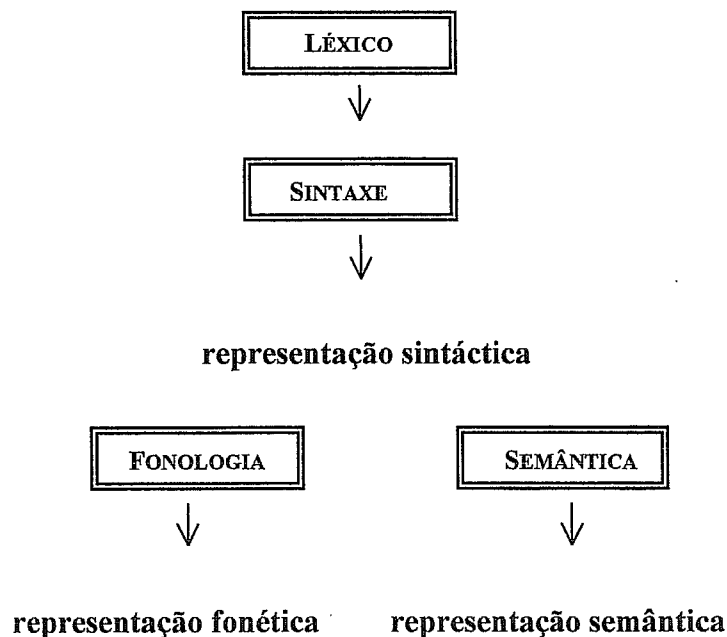 LÉXICO
SINTAXE
representação sintáctica
FONOLOGIA SEMÂNTICA
representação fonética representação semântica